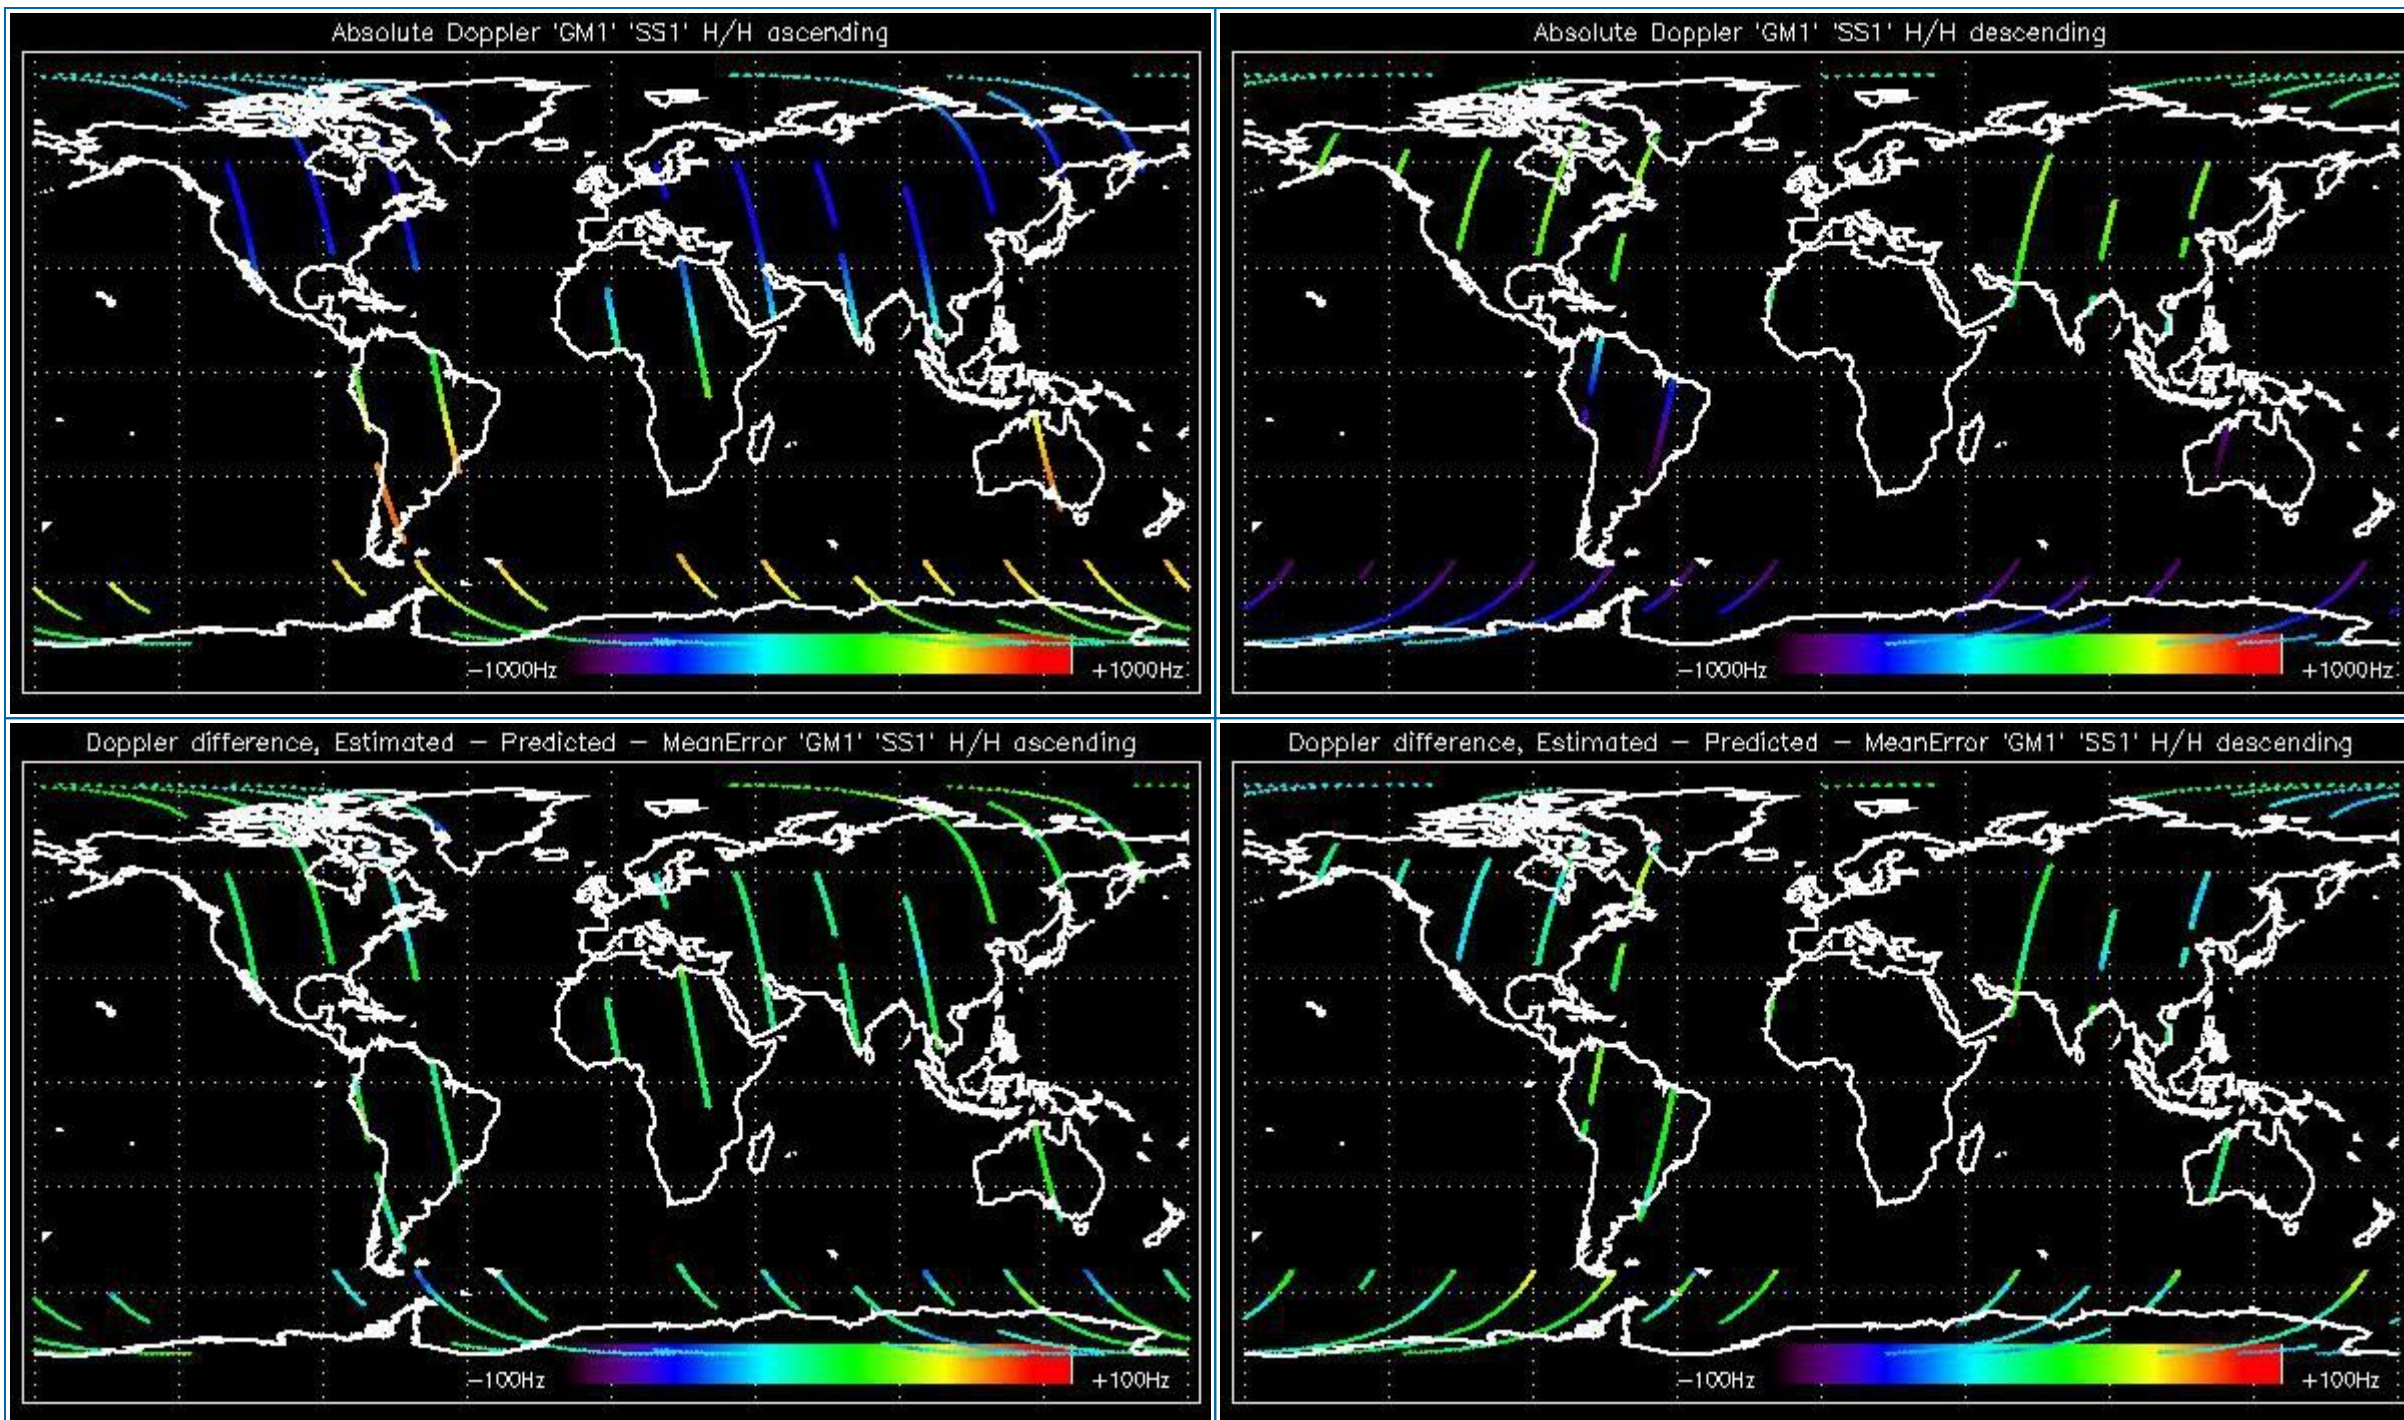 Absolute Doppler 'GM1' 'SS1' H/H ascending
-1000Hz
+1000Hz
Absolute Doppler 'GM1' 'SS1' H/H descending
-1000Hz
+1000Hz
Doppler difference, Estimated - Predicted - MeanError 'GM1' 'SS1' H/H ascending
-100Hz
+100Hz
Doppler difference, Estimated - Predicted - MeanError 'GM1' 'SS1' H/H descending
-100Hz
+100Hz